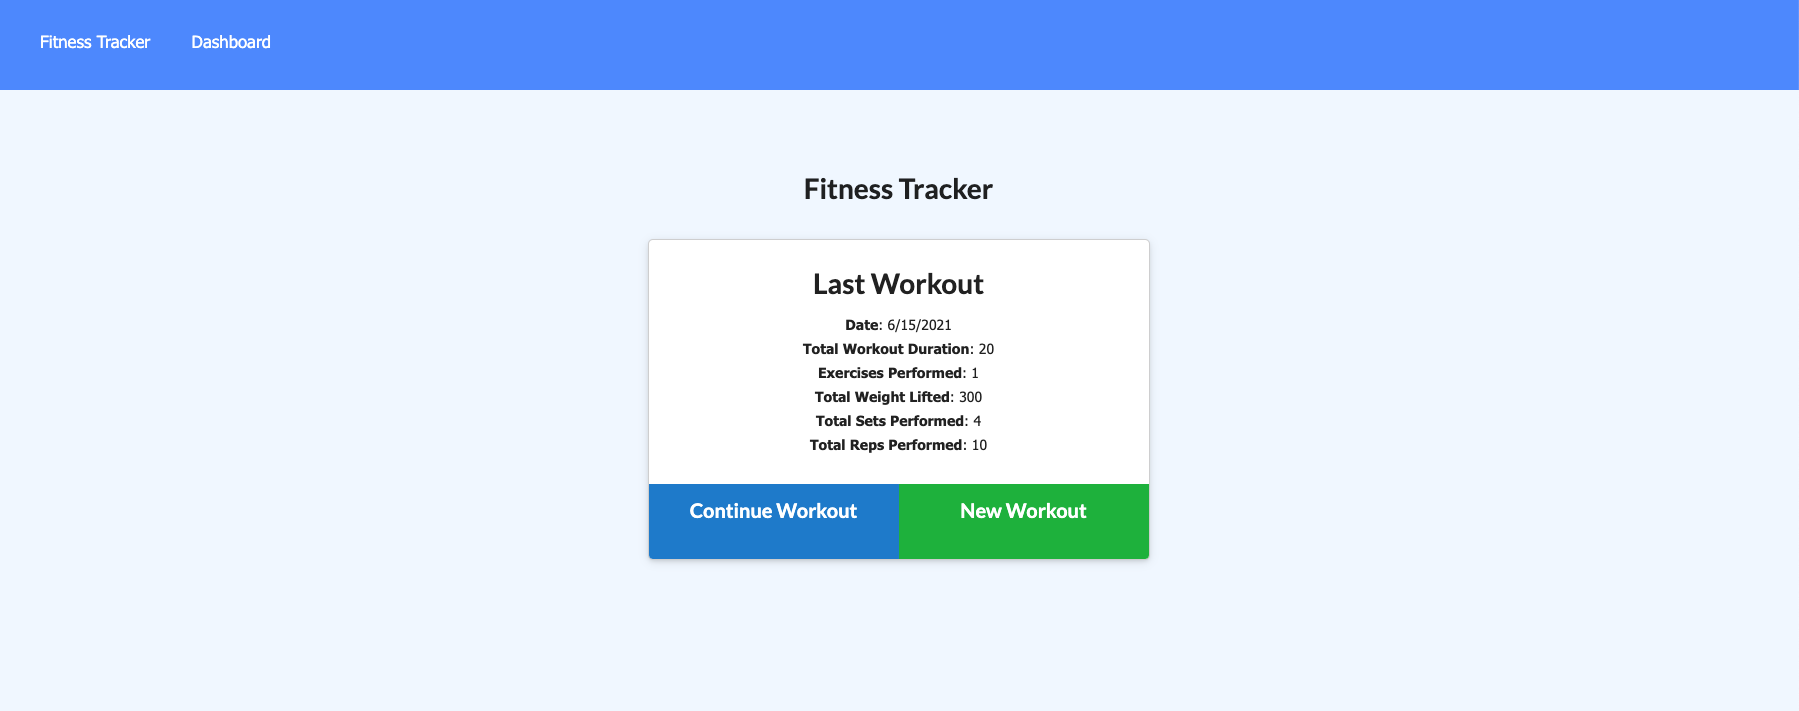 Fitness Tracker Dashboard
Fitness Tracker
Last Workout
Date: 6/15/2021
Total Workout Duration: 20
Exercises Performed: 1
Total Weight Lifted: 300
Total Sets Performed: 4
Total Reps Performed: 10
Continue Workout New Workout